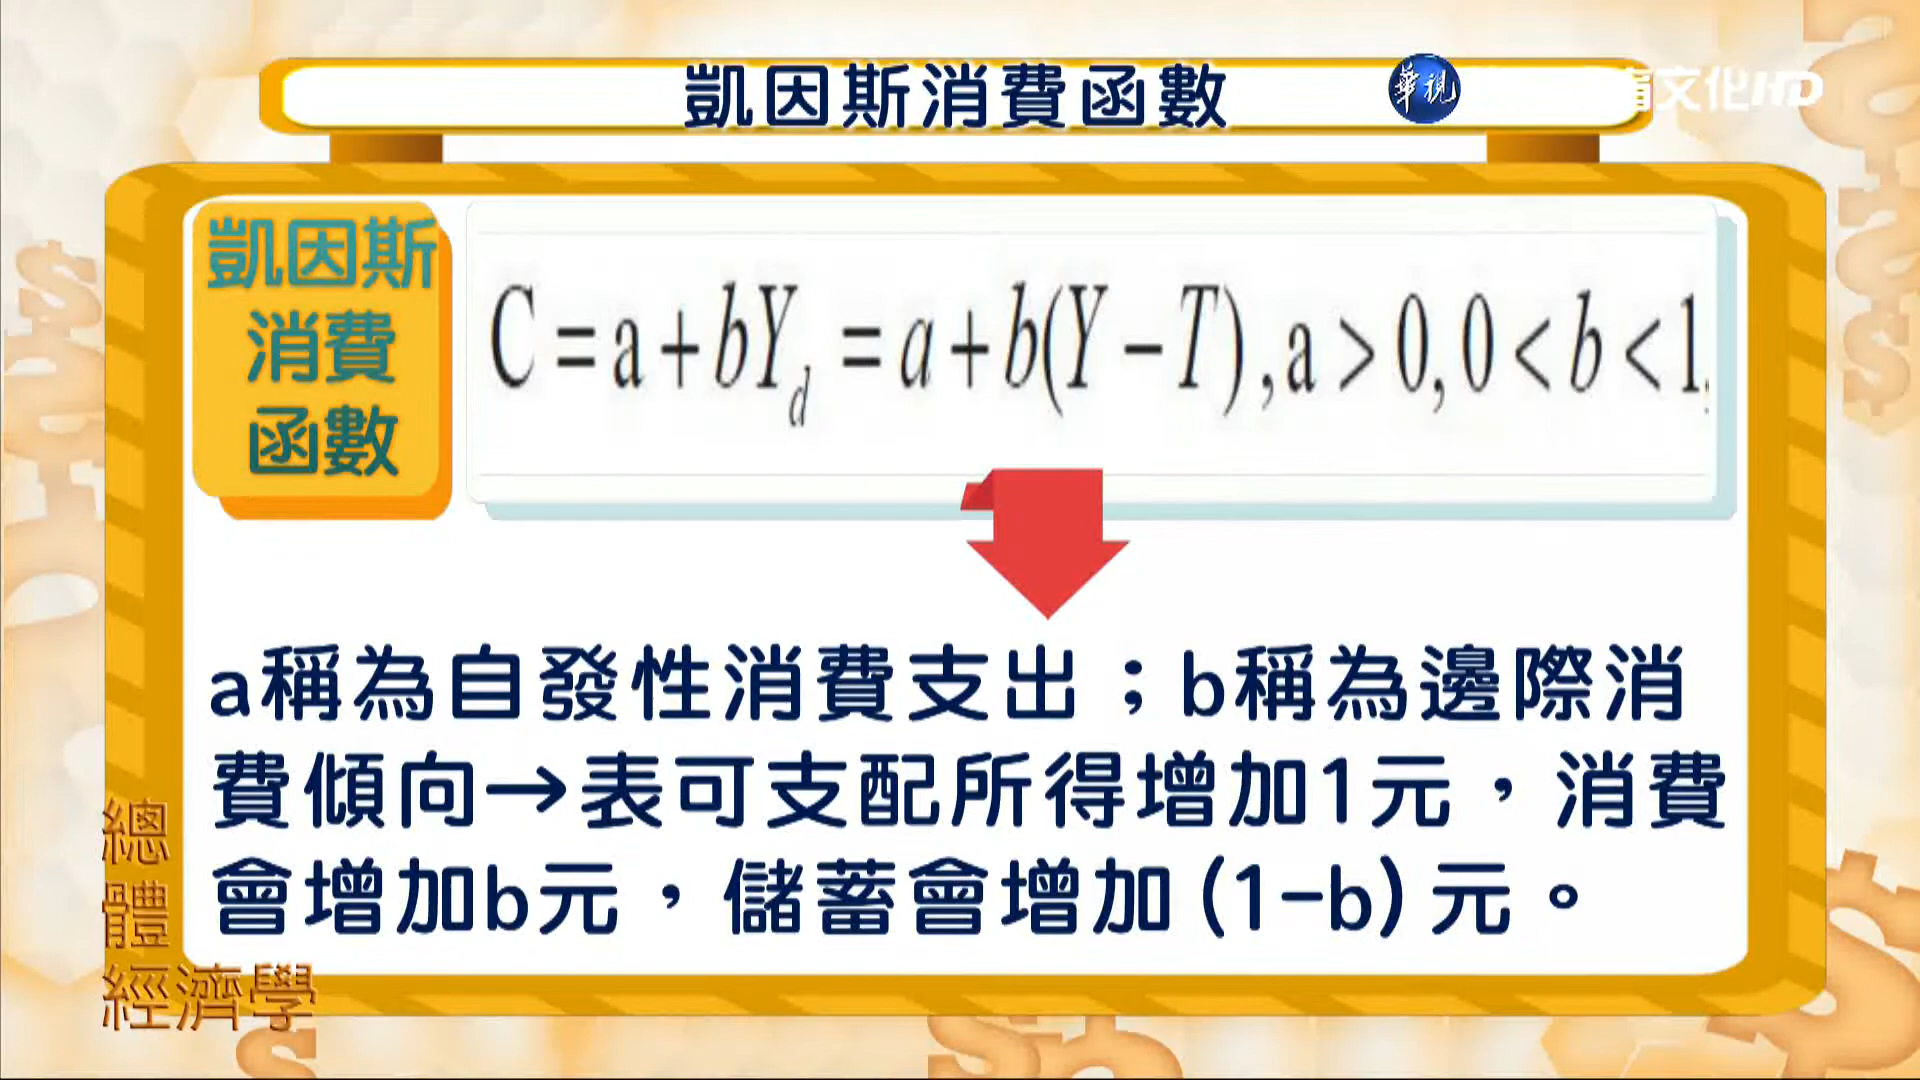 凱因斯消費函數
華視
文化HD
凱因斯
消費
函數
C = a + bY_d = a + b(Y − T), a > 0, 0 < b < 1,
a稱為自發性消費支出；b稱為邊際消
費傾向→表可支配所得增加1元，消費
會增加b元，儲蓄會增加(1-b)元。
總
體
經濟學